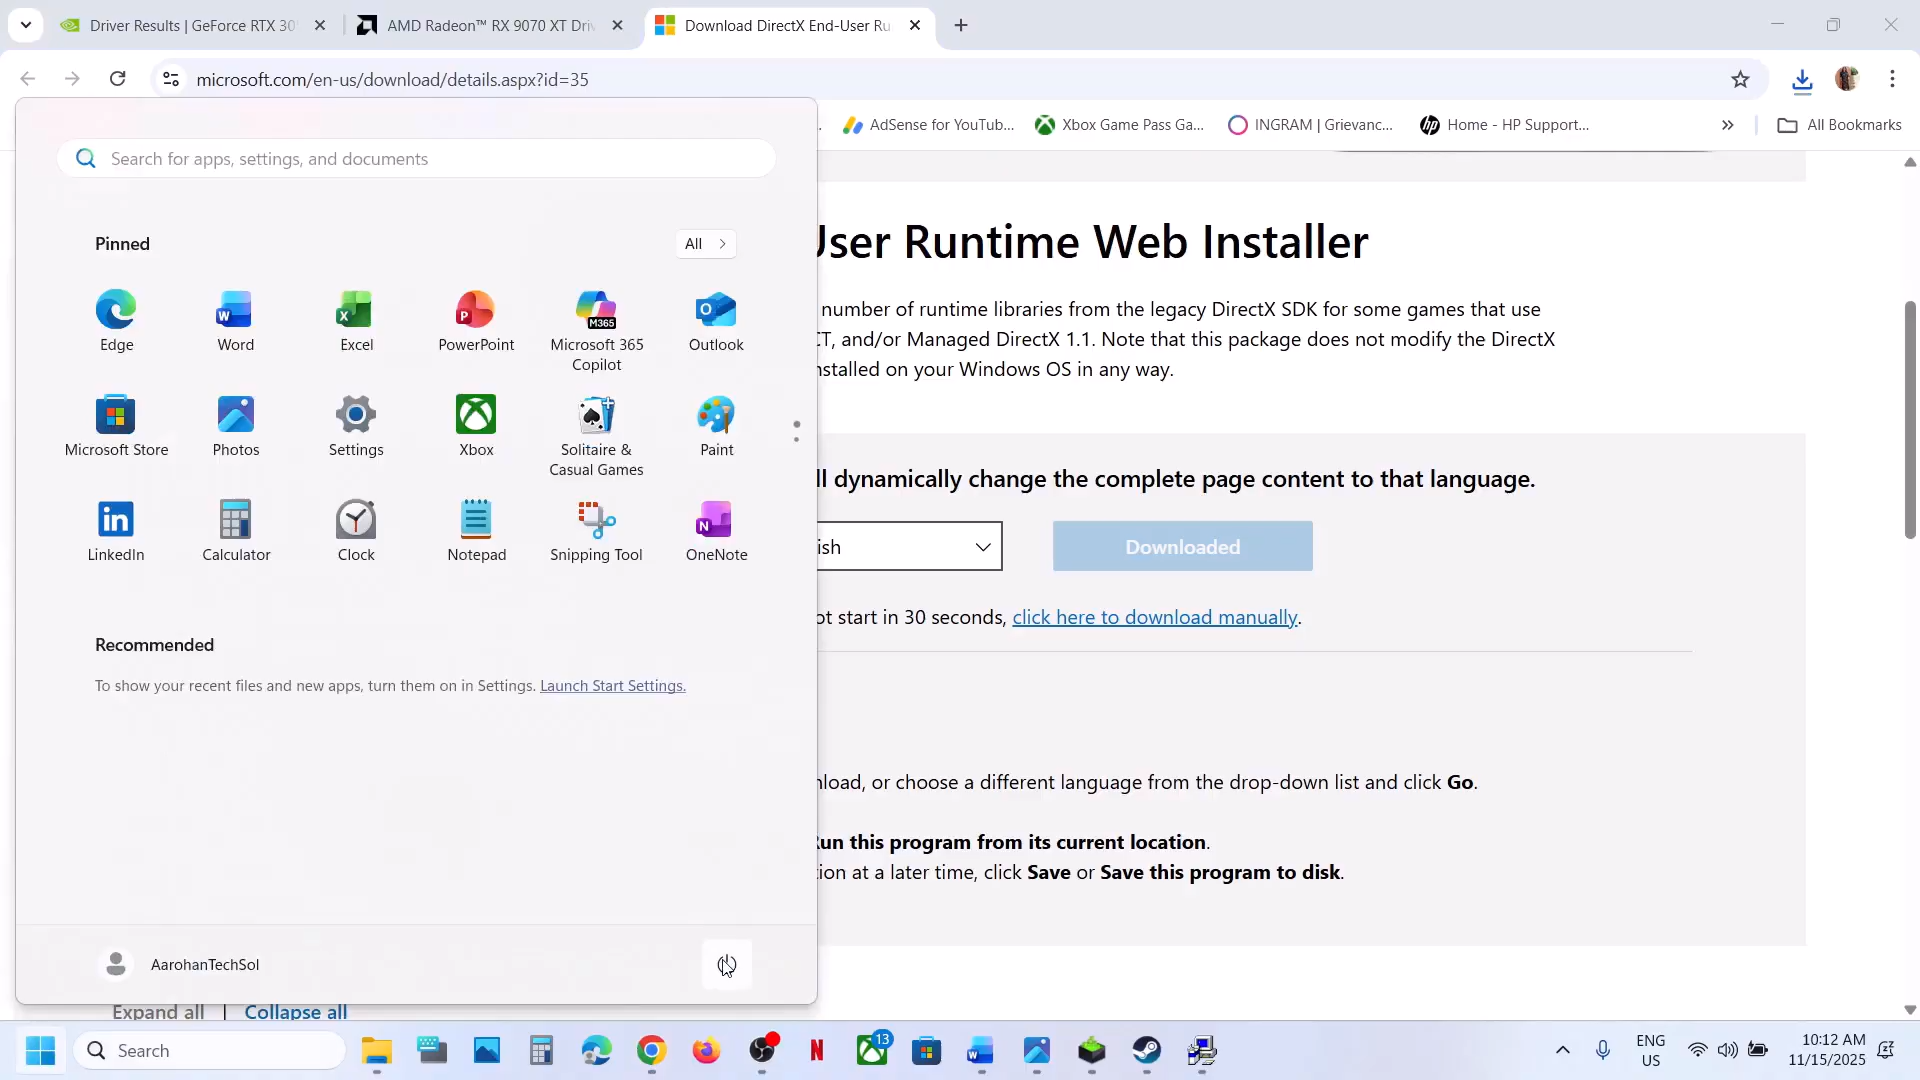 Driver Results | GeForce RTX 305
AMD Radeon™ RX 9070 XT Driv
Download DirectX End-User Ru
microsoft.com/en-us/download/details.aspx?id=35
AdSense for YouTub...
Xbox Game Pass Ga...
INGRAM | Grievanc...
Home - HP Support...
All Bookmarks
Search for apps, settings, and documents
Pinned
All
Edge
Word
Excel
PowerPoint
Microsoft 365 Copilot
M365
Outlook
Microsoft Store
Photos
Settings
Xbox
Solitaire & Casual Games
Paint
LinkedIn
Calculator
Clock
Notepad
Snipping Tool
OneNote
Recommended
To show your recent files and new apps, turn them on in Settings. Launch Start Settings.
AarohanTechSol
User Runtime Web Installer
number of runtime libraries from the legacy DirectX SDK for some games that use
CT, and/or Managed DirectX 1.1. Note that this package does not modify the DirectX
nstalled on your Windows OS in any way.
ll dynamically change the complete page content to that language.
ish
Downloaded
ot start in 30 seconds, click here to download manually.
nload, or choose a different language from the drop-down list and click Go.
Run this program from its current location.
tion at a later time, click Save or Save this program to disk.
Expand all | Collapse all
Search
13
ENG
US
10:12 AM
11/15/2025